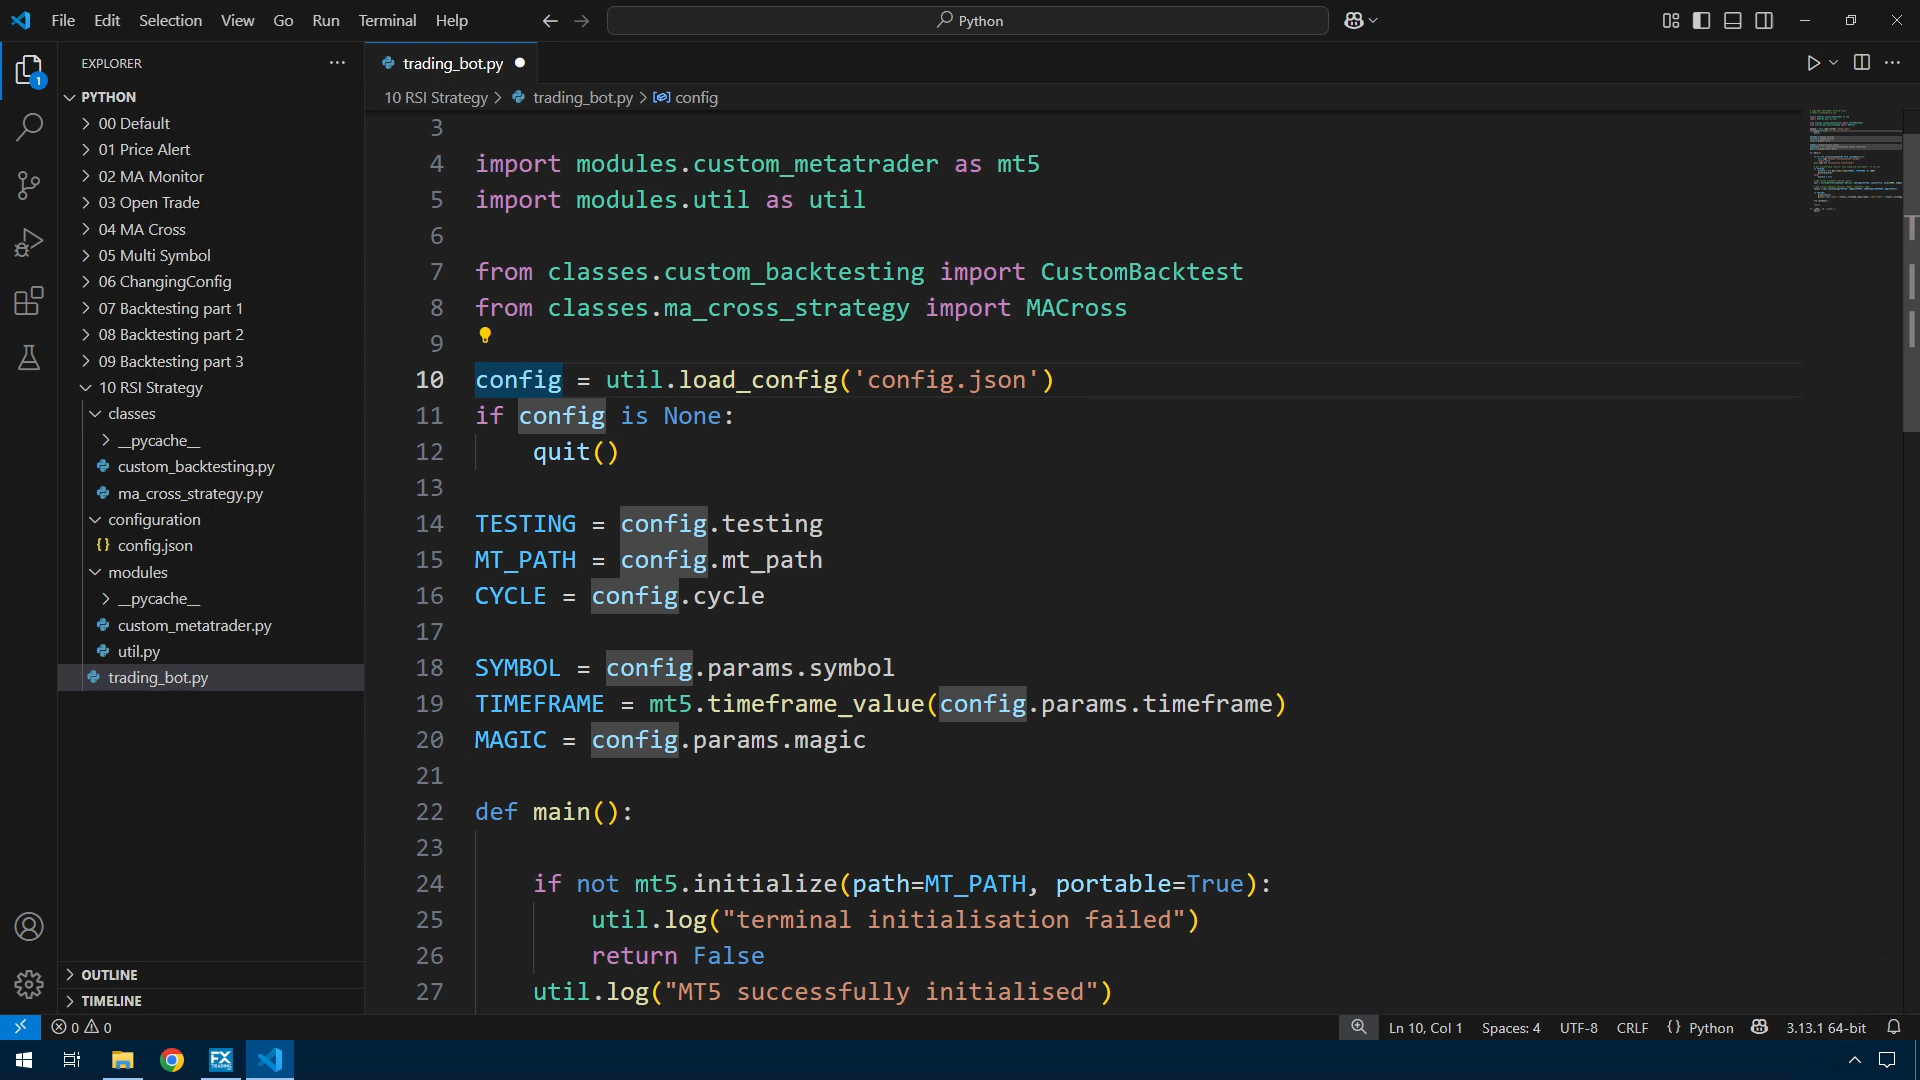 File Edit Selection View Go Run Terminal Help
Python
EXPLORER
PYTHON
00 Default
01 Price Alert
02 MA Monitor
03 Open Trade
04 MA Cross
05 Multi Symbol
06 ChangingConfig
07 Backtesting part 1
08 Backtesting part 2
09 Backtesting part 3
10 RSI Strategy
classes
__pycache__
custom_backtesting.py
ma_cross_strategy.py
configuration
{} config.json
modules
__pycache__
custom_metatrader.py
util.py
trading_bot.py
OUTLINE
TIMELINE
1
trading_bot.py
10 RSI Strategy > trading_bot.py > config
3
4 import modules.custom_metatrader as mt5
5 import modules.util as util
6
7 from classes.custom_backtesting import CustomBacktest
8 from classes.ma_cross_strategy import MACross
9
10 config = util.load_config('config.json')
11 if config is None:
12 quit()
13
14 TESTING = config.testing
15 MT_PATH = config.mt_path
16 CYCLE = config.cycle
17
18 SYMBOL = config.params.symbol
19 TIMEFRAME = mt5.timeframe_value(config.params.timeframe)
20 MAGIC = config.params.magic
21
22 def main():
23
24 if not mt5.initialize(path=MT_PATH, portable=True):
25 util.log("terminal initialisation failed")
26 return False
27 util.log("MT5 successfully initialised")
0 0
Ln 10, Col 1 Spaces: 4 UTF-8 CRLF {} Python 3.13.1 64-bit
FX
TRADING